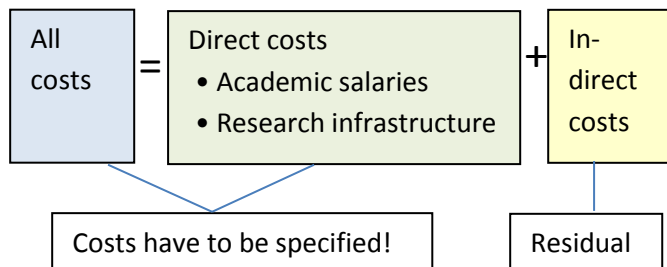 All
costs
=
Direct costs
• Academic salaries
• Research infrastructure
+
In-
direct
costs
Costs have to be specified!
Residual